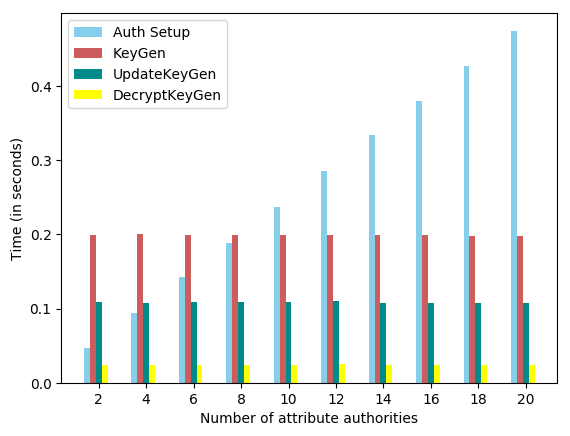 Auth Setup
KeyGen
UpdateKeyGen
DecryptKeyGen
Time (in seconds)
0.4
0.3
0.2
0.1
0.0
2 4 6 8 10 12 14 16 18 20
Number of attribute authorities